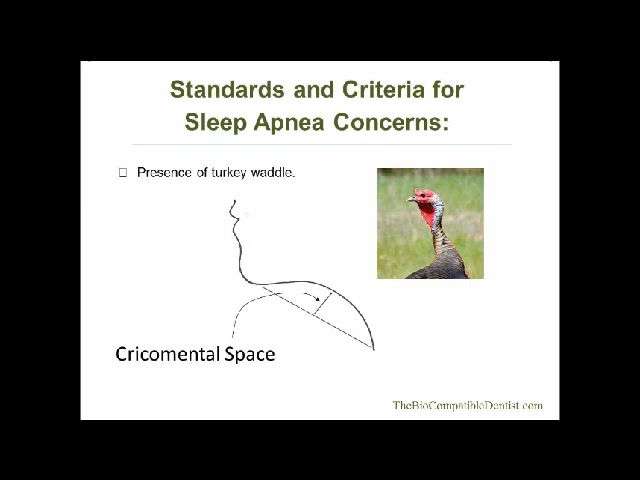 Standards and Criteria for
Sleep Apnea Concerns:
Presence of turkey waddle.
Cricomental Space
TheBioCompatibleDentist.com